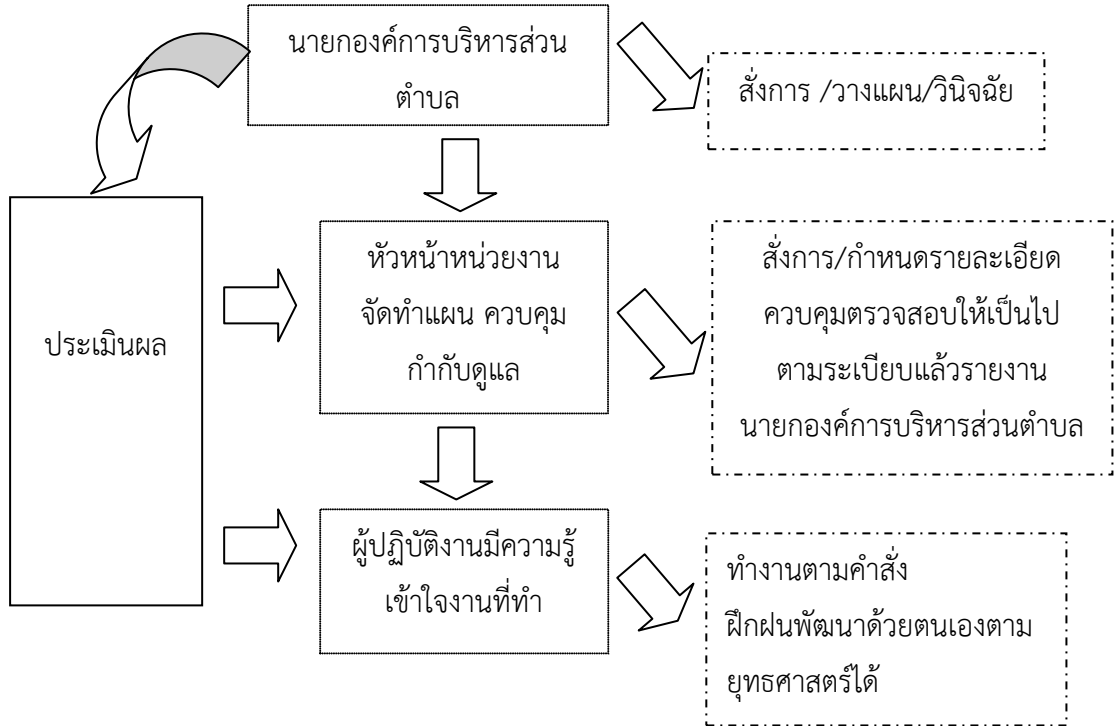 นายกองค์การบริหารส่วน
ตำบล
สั่งการ /วางแผน/วินิจฉัย
หัวหน้าหน่วยงาน
จัดทำแผน ควบคุม
กำกับดูแล
สั่งการ/กำหนดรายละเอียด
ควบคุมตรวจสอบให้เป็นไป
ตามระเบียบแล้วรายงาน
นายกองค์การบริหารส่วนตำบล
ประเมินผล
ผู้ปฏิบัติงานมีความรู้
เข้าใจงานที่ทำ
ทำงานตามคำสั่ง
ฝึกฝนพัฒนาด้วยตนเองตาม
ยุทธศาสตร์ได้